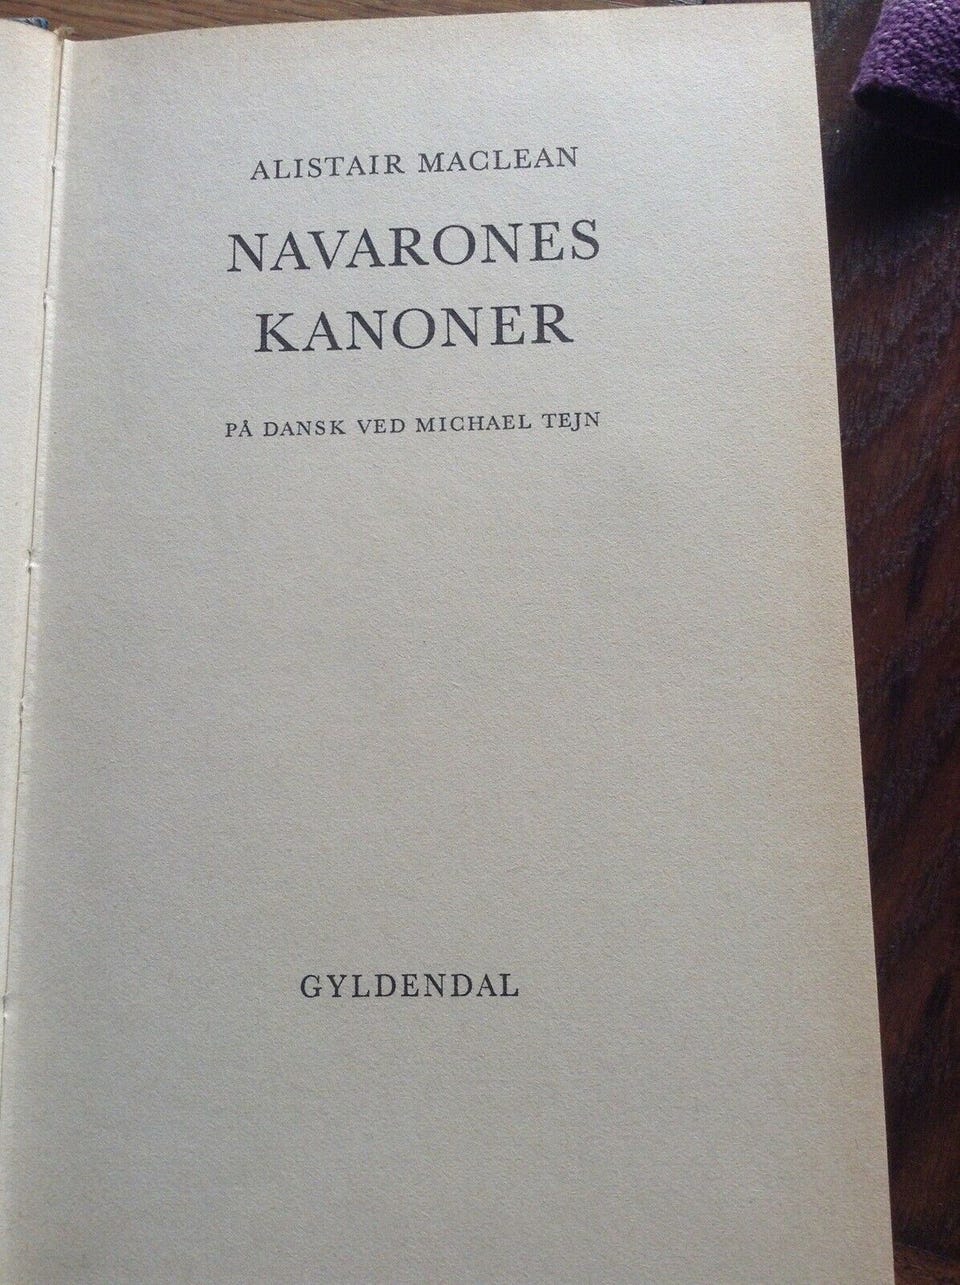 ALISTAIR MACLEAN
NAVARONES
KANONER
PÅ DANSK VED MICHAEL TEJN
GYLDENDAL